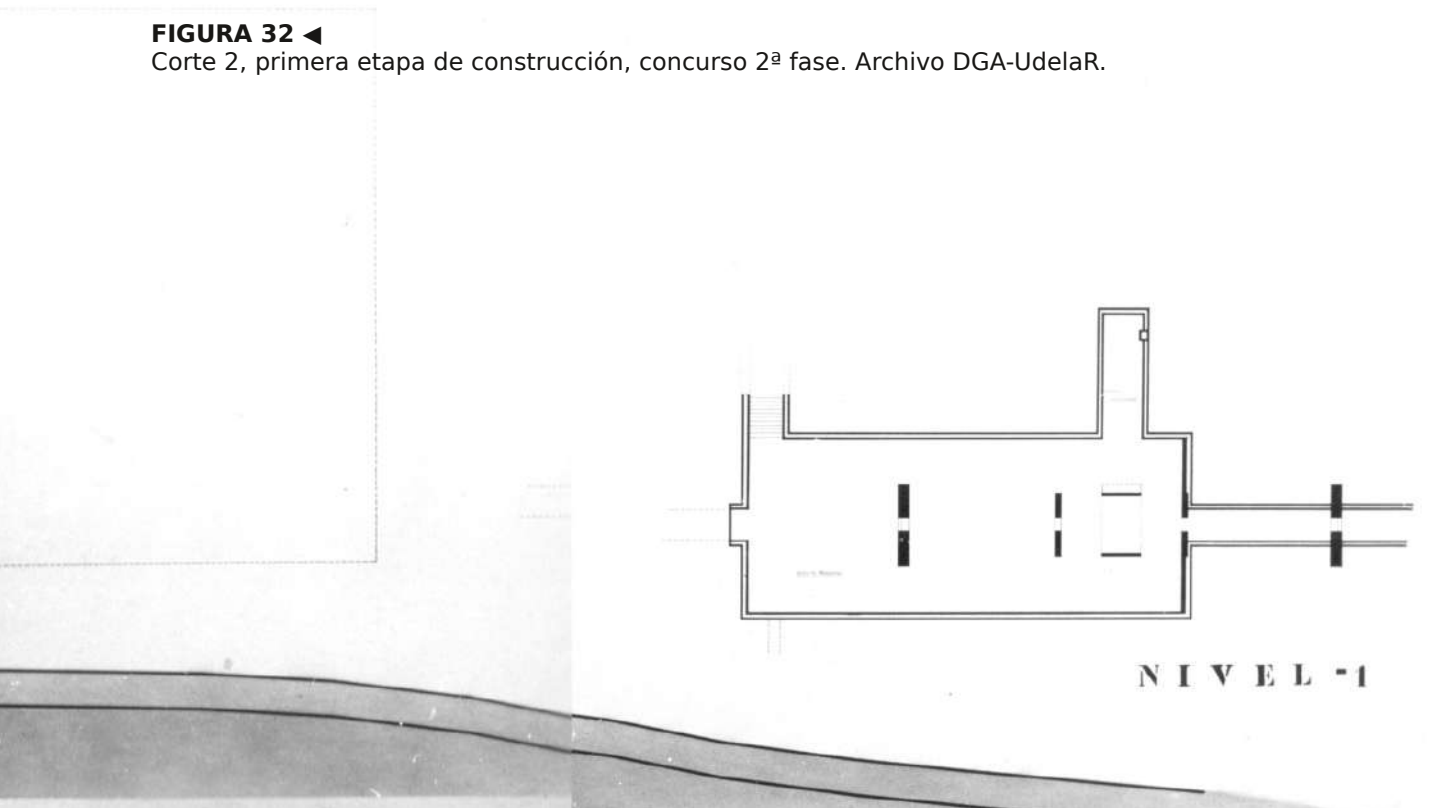 FIGURA 32 ◀
Corte 2, primera etapa de construcción, concurso 2ª fase. Archivo DGA-UdelaR.
NIVEL -1